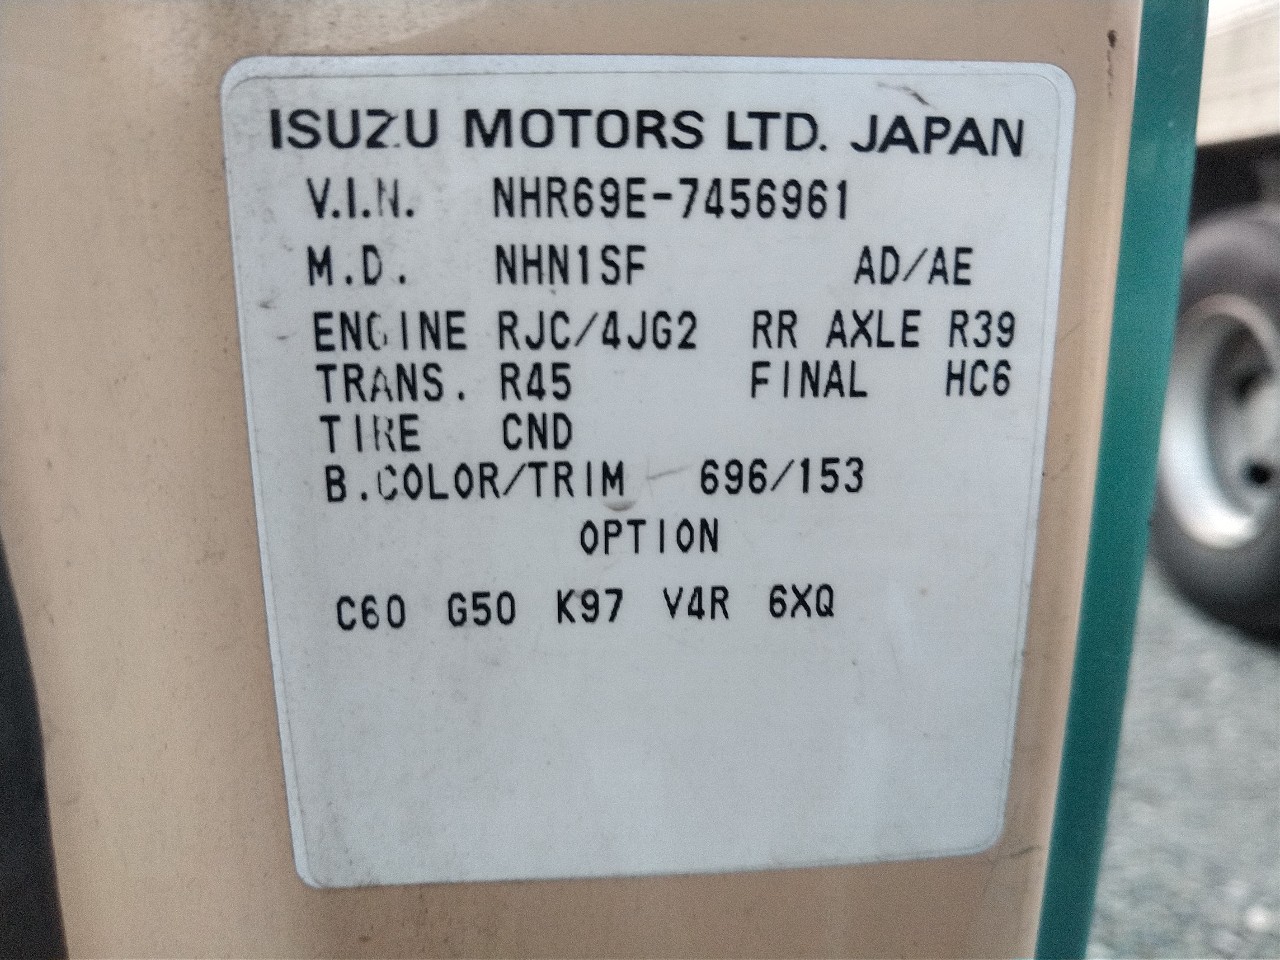 ISUZU MOTORS LTD. JAPAN
V.I.N. NHR69E-7456961
M.D. NHN1SF AD/AE
ENGINE RJC/4JG2 RR AXLE R39
TRANS. R45 FINAL HC6
TIRE CND
B.COLOR/TRIM 696/153
OPTION
C60 G50 K97 V4R 6XQ